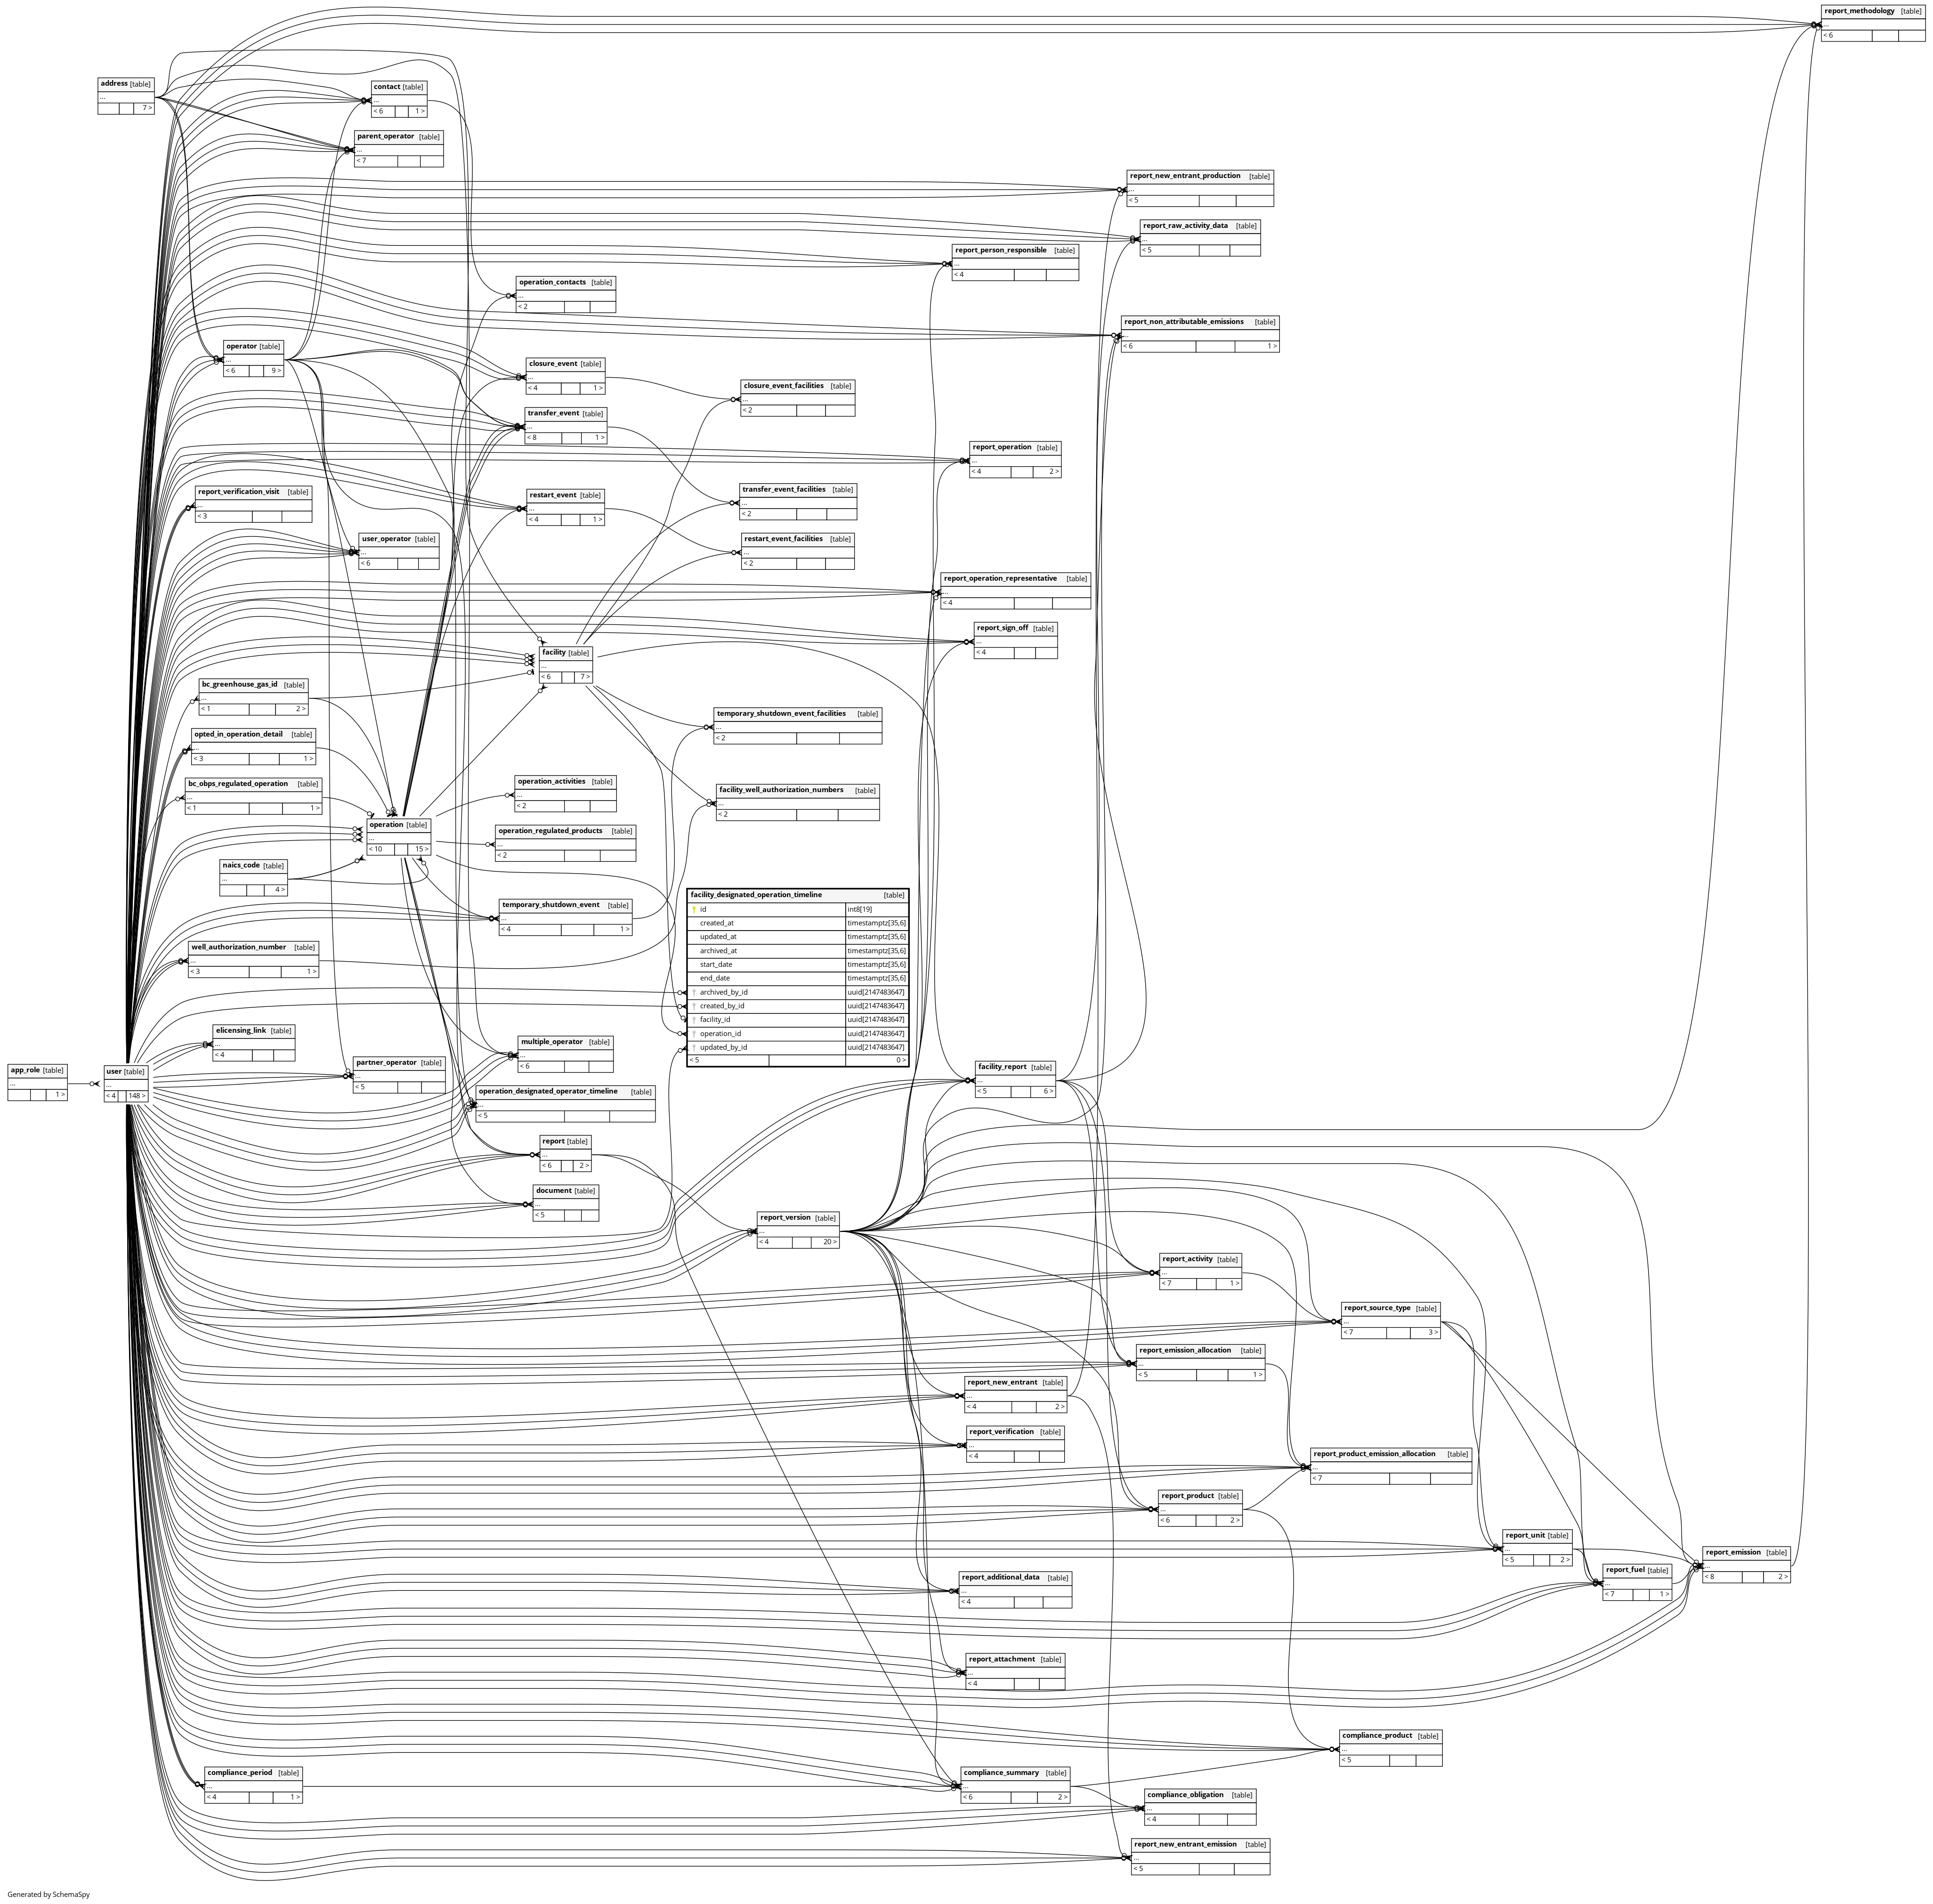 report_methodology [table]
...
< 6
address [table]
...
7 >
contact [table]
...
< 6 1 >
parent_operator [table]
...
< 7
report_new_entrant_production [table]
...
< 5
report_raw_activity_data [table]
...
< 5
report_person_responsible [table]
...
< 4
operation_contacts [table]
...
< 2
report_non_attributable_emissions [table]
...
< 6 1 >
operator [table]
...
< 6 9 >
closure_event [table]
...
< 4 1 >
closure_event_facilities [table]
...
< 2
transfer_event [table]
...
< 8 1 >
report_operation [table]
...
< 4 2 >
report_verification_visit [table]
...
< 3
restart_event [table]
...
< 4 1 >
transfer_event_facilities [table]
...
< 2
user_operator [table]
...
< 6
restart_event_facilities [table]
...
< 2
report_operation_representative [table]
...
< 4
report_sign_off [table]
...
< 4
facility [table]
...
< 6 7 >
bc_greenhouse_gas_id [table]
...
< 1 2 >
temporary_shutdown_event_facilities [table]
...
< 2
opted_in_operation_detail [table]
...
< 3 1 >
bc_obps_regulated_operation [table]
...
< 1 1 >
operation_activities [table]
...
< 2
facility_well_authorization_numbers [table]
...
< 2
operation [table]
...
< 10 15 >
operation_regulated_products [table]
...
< 2
naics_code [table]
...
4 >
facility_designated_operation_timeline [table]
id int8[19]
created_at timestamptz[35,6]
updated_at timestamptz[35,6]
archived_at timestamptz[35,6]
start_date timestamptz[35,6]
end_date timestamptz[35,6]
archived_by_id uuid[2147483647]
created_by_id uuid[2147483647]
facility_id uuid[2147483647]
operation_id uuid[2147483647]
updated_by_id uuid[2147483647]
< 5 0 >
temporary_shutdown_event [table]
...
< 4 1 >
well_authorization_number [table]
...
< 3 1 >
elicensing_link [table]
...
< 4
multiple_operator [table]
...
< 6
partner_operator [table]
...
< 5
app_role [table]
...
1 >
user [table]
...
< 4 148 >
facility_report [table]
...
< 5 6 >
operation_designated_operator_timeline [table]
...
< 5
report [table]
...
< 6 2 >
document [table]
...
< 5
report_version [table]
...
< 4 20 >
report_activity [table]
...
< 7 1 >
report_source_type [table]
...
< 7 3 >
report_emission_allocation [table]
...
< 5 1 >
report_new_entrant [table]
...
< 4 2 >
report_verification [table]
...
< 4
report_product_emission_allocation [table]
...
< 7
report_product [table]
...
< 6 2 >
report_unit [table]
...
< 5 2 >
report_emission [table]
...
< 8 2 >
report_fuel [table]
...
< 7 1 >
report_additional_data [table]
...
< 4
report_attachment [table]
...
< 4
compliance_product [table]
...
< 5
compliance_period [table]
...
< 4 1 >
compliance_summary [table]
...
< 6 2 >
compliance_obligation [table]
...
< 4
report_new_entrant_emission [table]
...
< 5
Generated by SchemaSpy